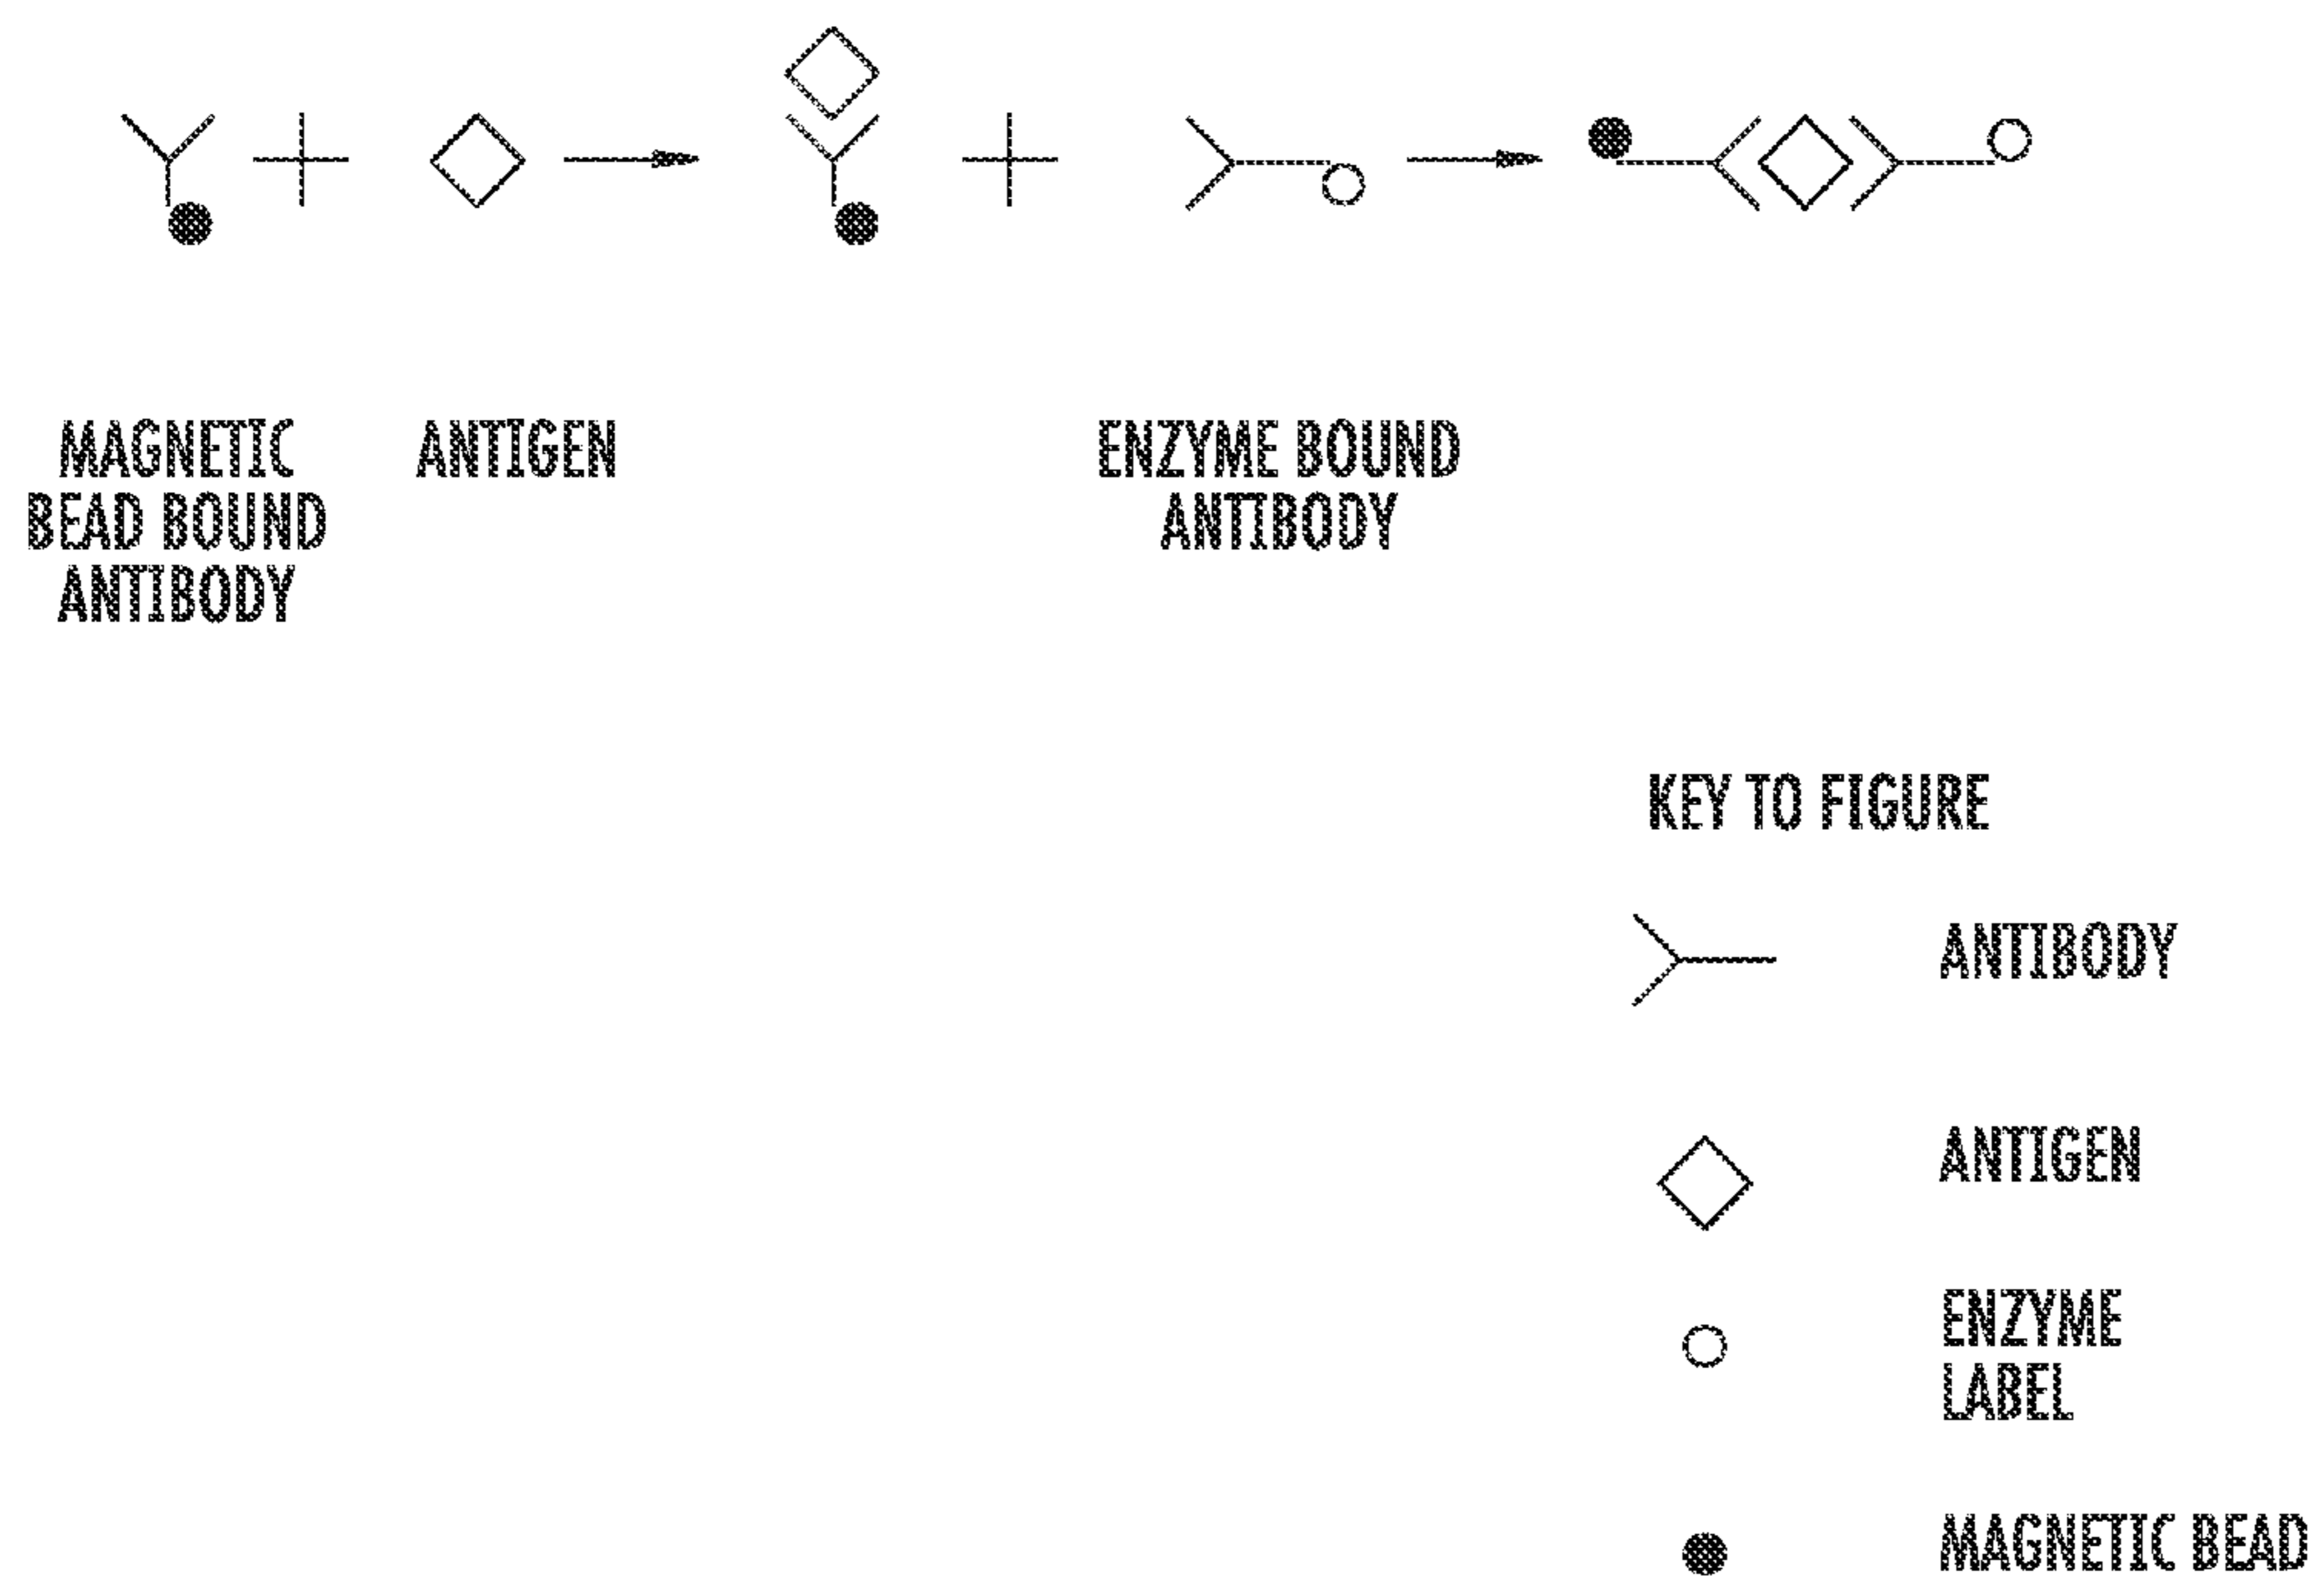 MAGNETIC
BEAD BOUND
ANTIBODY
ANTIGEN
ENZYME BOUND
ANTIBODY
KEY TO FIGURE
ANTIBODY
ANTIGEN
ENZYME
LABEL
MAGNETIC BEAD